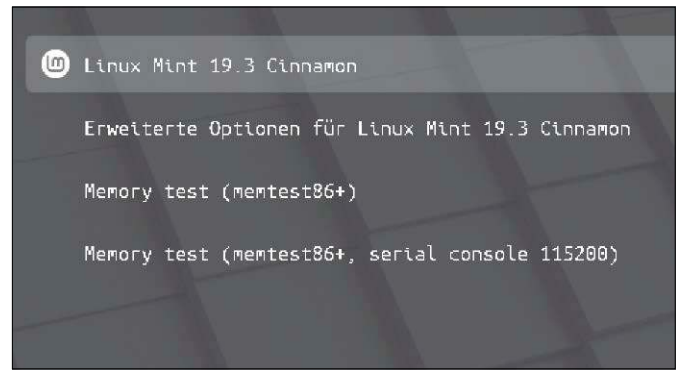 Linux Mint 19.3 Cinnamon
Erweiterte Optionen für Linux Mint 19.3 Cinnamon
Memory test (memtest86+)
Memory test (memtest86+, serial console 115200)